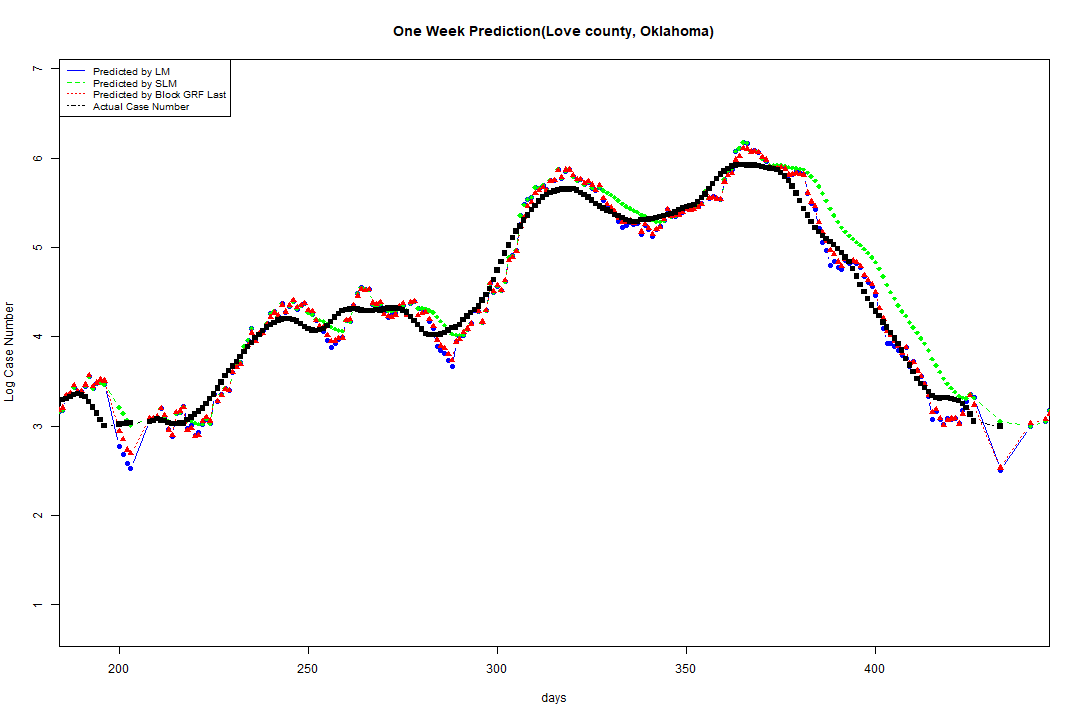 One Week Prediction(Love county, Oklahoma)
Predicted by LM
Predicted by SLM
Predicted by Block GRF Last
Actual Case Number
7
6
5
4
3
2
1
Log Case Number
200 250 300 350 400
days